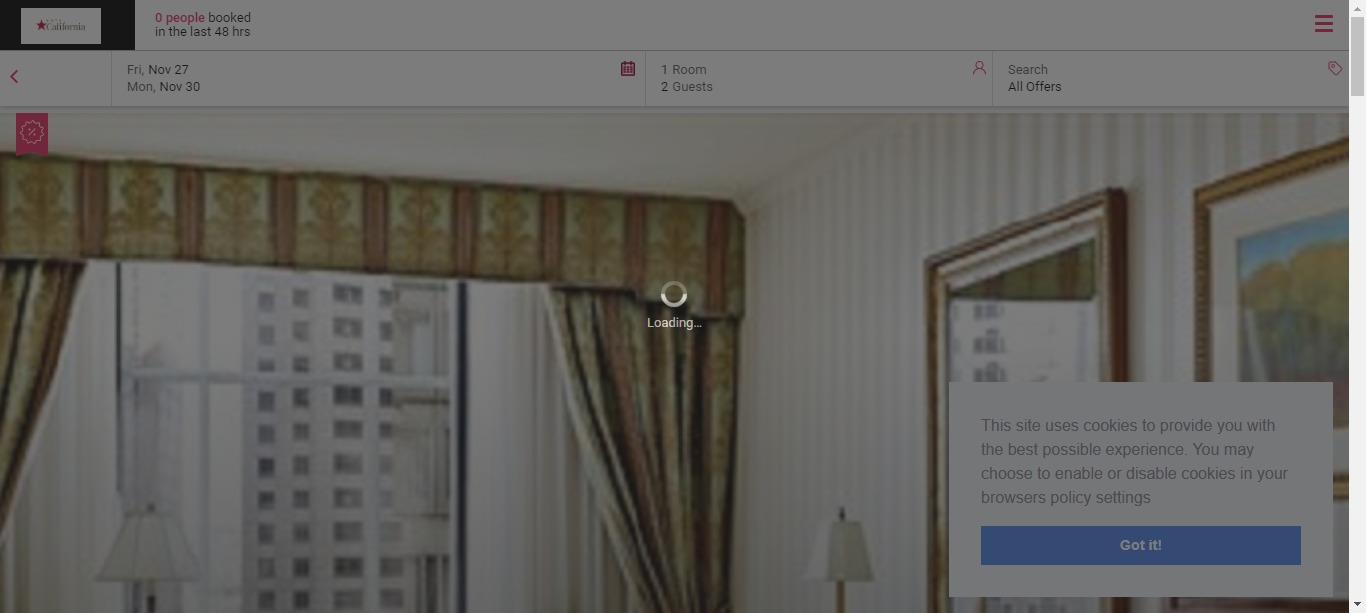 California
0 people booked
in the last 48 hrs
Fri, Nov 27
Mon, Nov 30
1 Room
2 Guests
Search
All Offers
Loading...
This site uses cookies to provide you with
the best possible experience. You may
choose to enable or disable cookies in your
browsers policy settings
Got it!